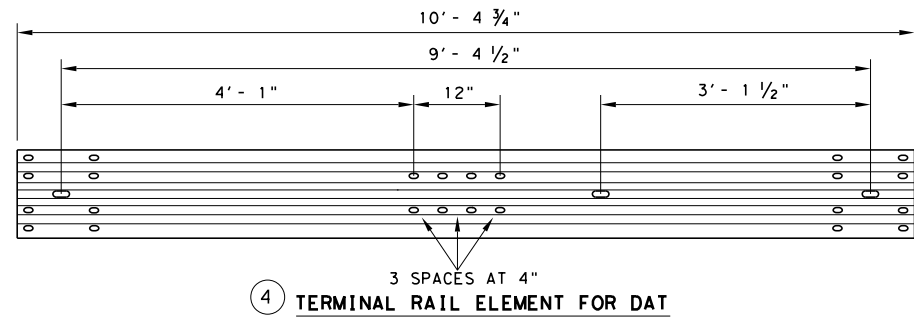 10'- 4 ¾"
9'- 4 ½"
4'- 1"
12"
3'- 1 ½"
3 SPACES AT 4"
4 TERMINAL RAIL ELEMENT FOR DAT